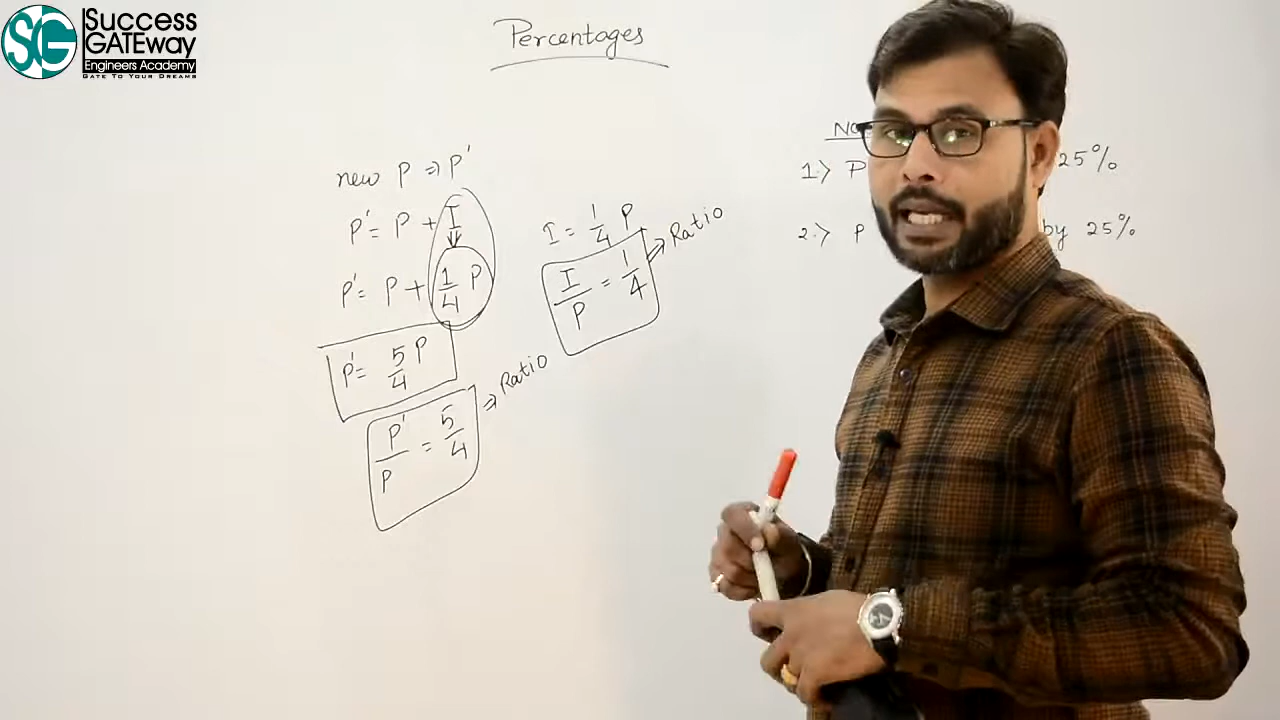 Success
GATEway
Engineers Academy
GATE TO YOUR DREAMS
SG
Percentages
new P ⇒ P'
P' = P + I
P' = P + 1/4 P
P' = 5/4 P
P'/P = 5/4 ⇒ Ratio
I = 1/4 P
I/P = 1/4 ⇒ Ratio
1.> P 25%
2.> P by 25%